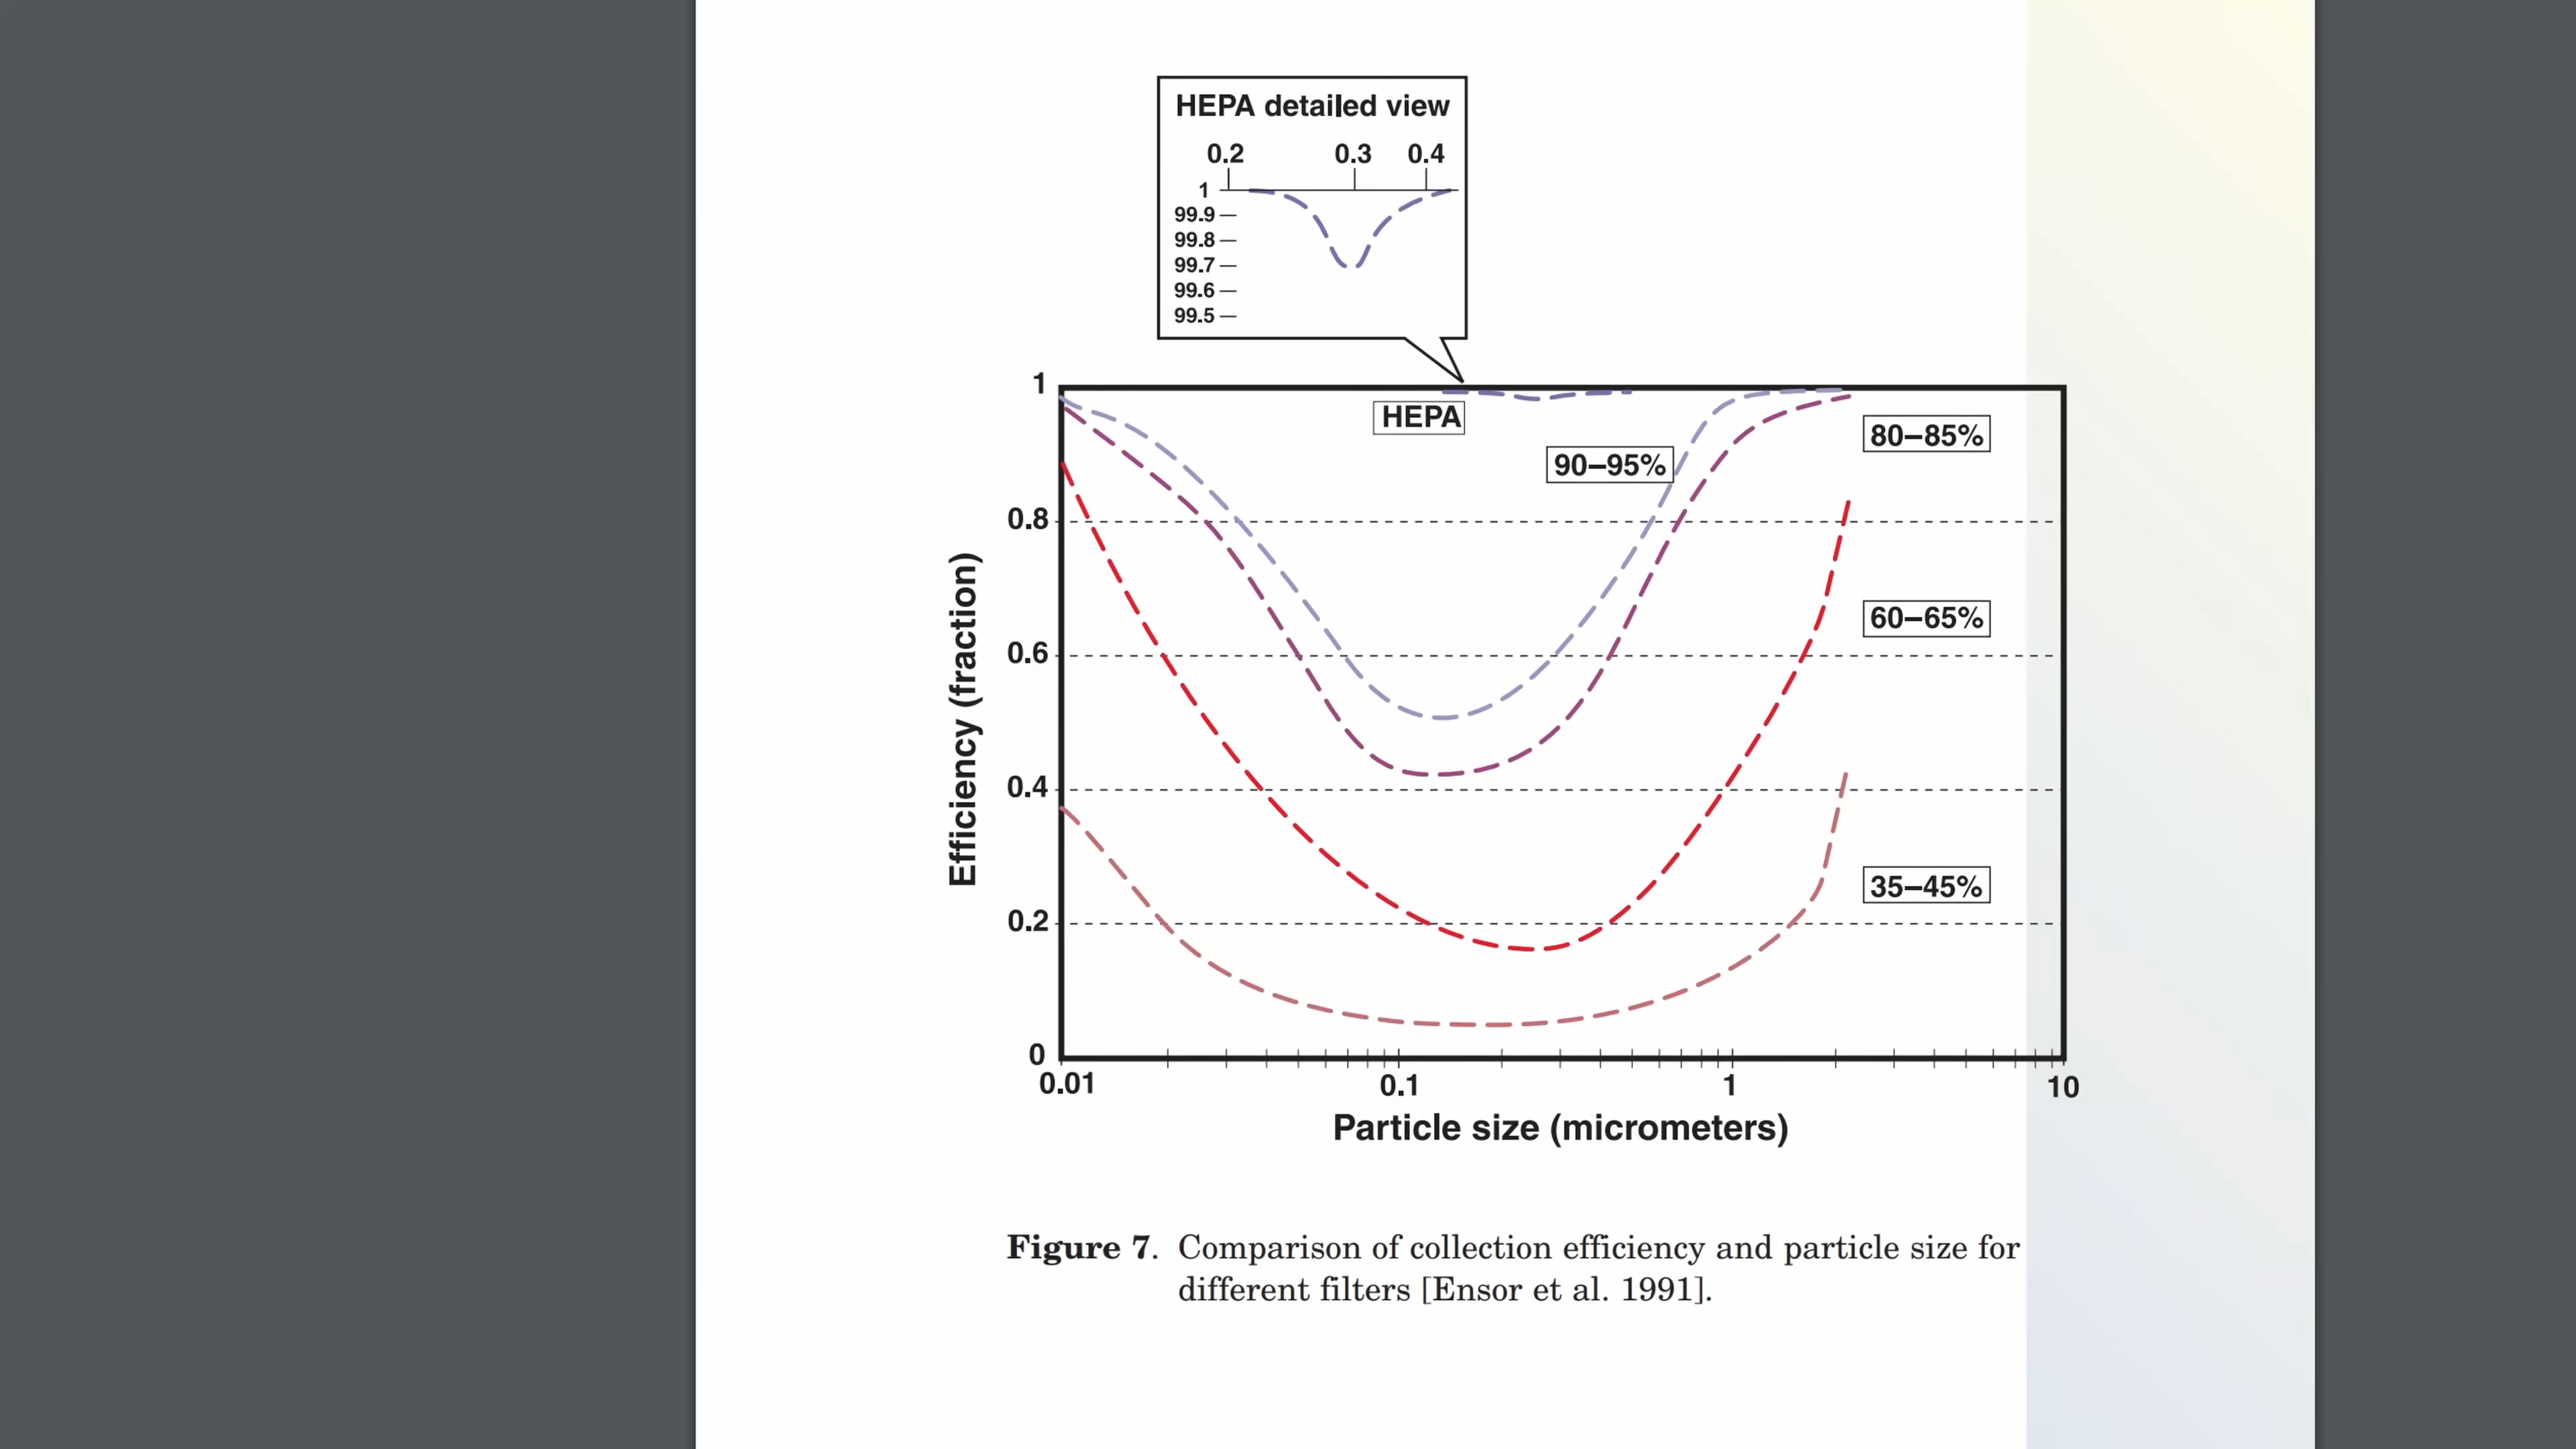 HEPA detailed view
0.2 0.3 0.4
1
99.9
99.8
99.7
99.6
99.5
1
HEPA
80–85%
90–95%
0.8
60–65%
0.6
Efficiency (fraction)
0.4
35–45%
0.2
0
0.01 0.1 1 10
Particle size (micrometers)
Figure 7. Comparison of collection efficiency and particle size for
different filters [Ensor et al. 1991].